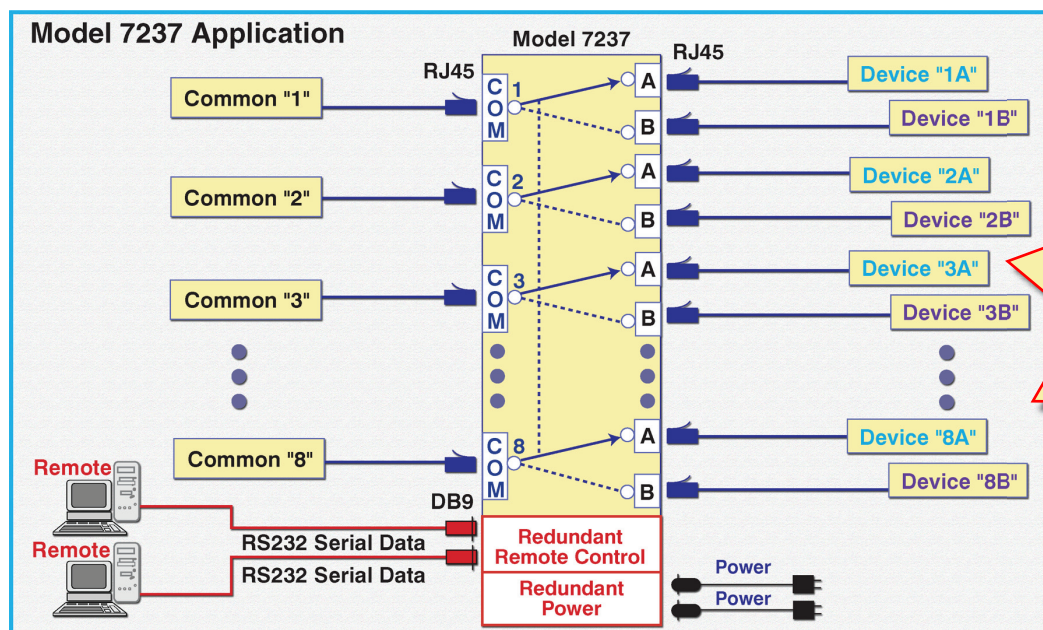 Model 7237 Application
Model 7237
RJ45
RJ45
Common "1"
COM
1
A
Device "1A"
B
Device "1B"
Common "2"
COM
2
A
Device "2A"
B
Device "2B"
Common "3"
COM
3
A
Device "3A"
B
Device "3B"
Common "8"
COM
8
A
Device "8A"
B
Device "8B"
Remote
DB9
RS232 Serial Data
Redundant
Remote Control
Remote
RS232 Serial Data
Redundant
Power
Power
Power